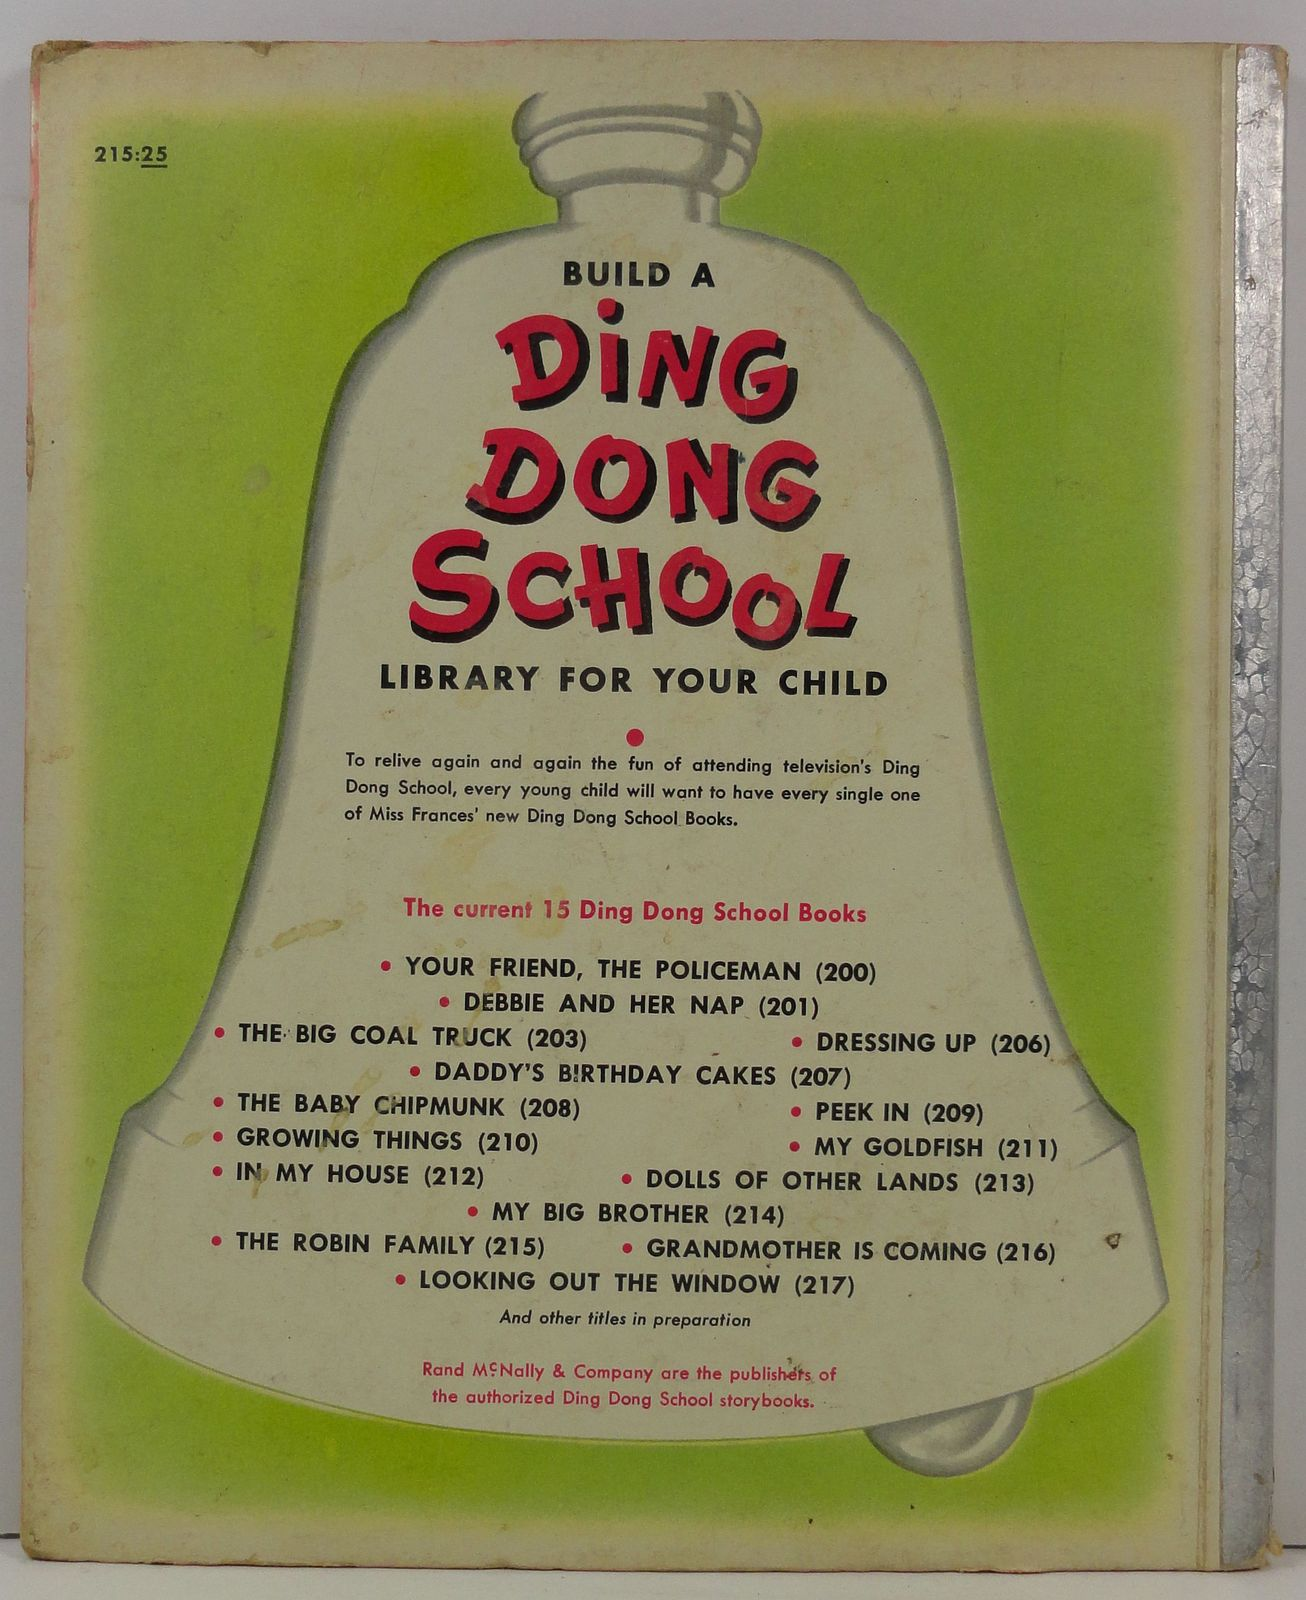 215:25
BUILD A
DiNG
DONG
SCHOOL
LIBRARY FOR YOUR CHILD
To relive again and again the fun of attending television's Ding
Dong School, every young child will want to have every single one
of Miss Frances' new Ding Dong School Books.
The current 15 Ding Dong School Books
• YOUR FRIEND, THE POLICEMAN (200)
• DEBBIE AND HER NAP (201)
• THE BIG COAL TRUCK (203) • DRESSING UP (206)
• DADDY'S BIRTHDAY CAKES (207)
• THE BABY CHIPMUNK (208) • PEEK IN (209)
• GROWING THINGS (210) • MY GOLDFISH (211)
• IN MY HOUSE (212) • DOLLS OF OTHER LANDS (213)
• MY BIG BROTHER (214)
• THE ROBIN FAMILY (215) • GRANDMOTHER IS COMING (216)
• LOOKING OUT THE WINDOW (217)
And other titles in preparation
Rand McNally & Company are the publishers of
the authorized Ding Dong School storybooks.